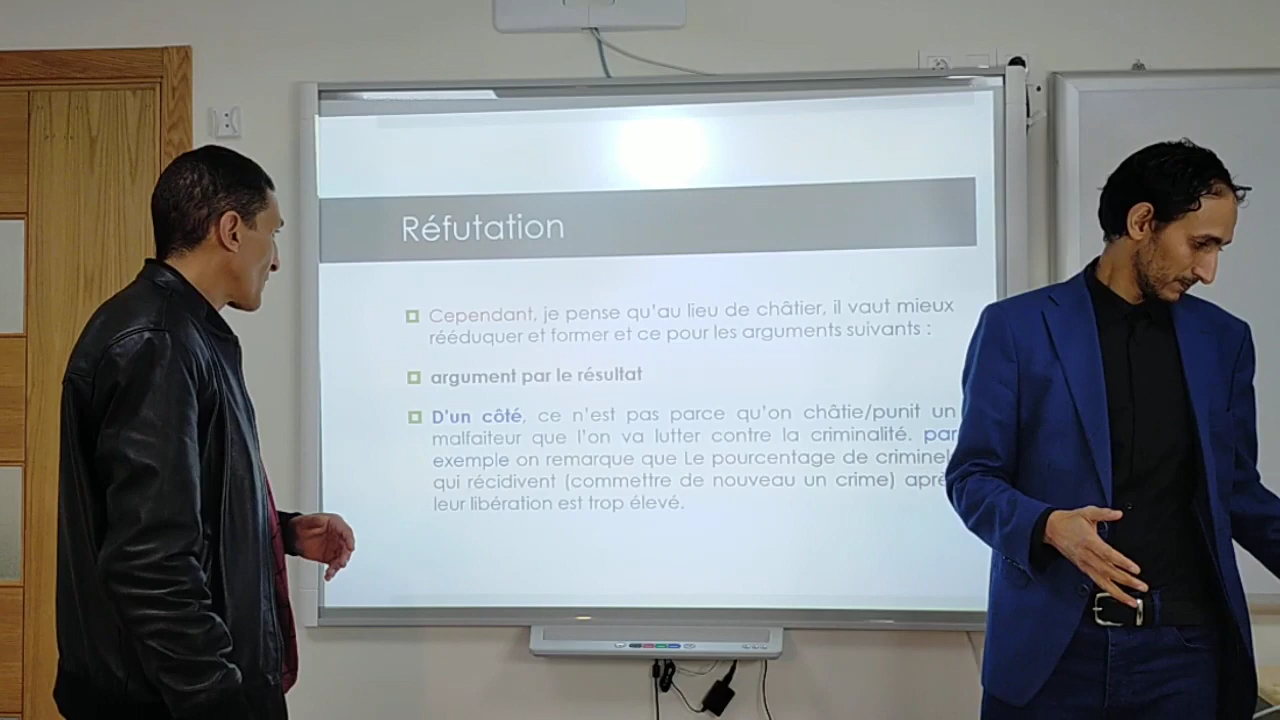 Réfutation
Cependant, je pense qu'au lieu de châtier, il vaut mieux
rééduquer et former et ce pour les arguments suivants :
argument par le résultat
D'un côté, ce n'est pas parce qu'on châtie/punit un
malfaiteur que l'on va lutter contre la criminalité. par
exemple on remarque que Le pourcentage de criminel
qui récidivent (commettre de nouveau un crime) aprè
leur libération est trop élevé.